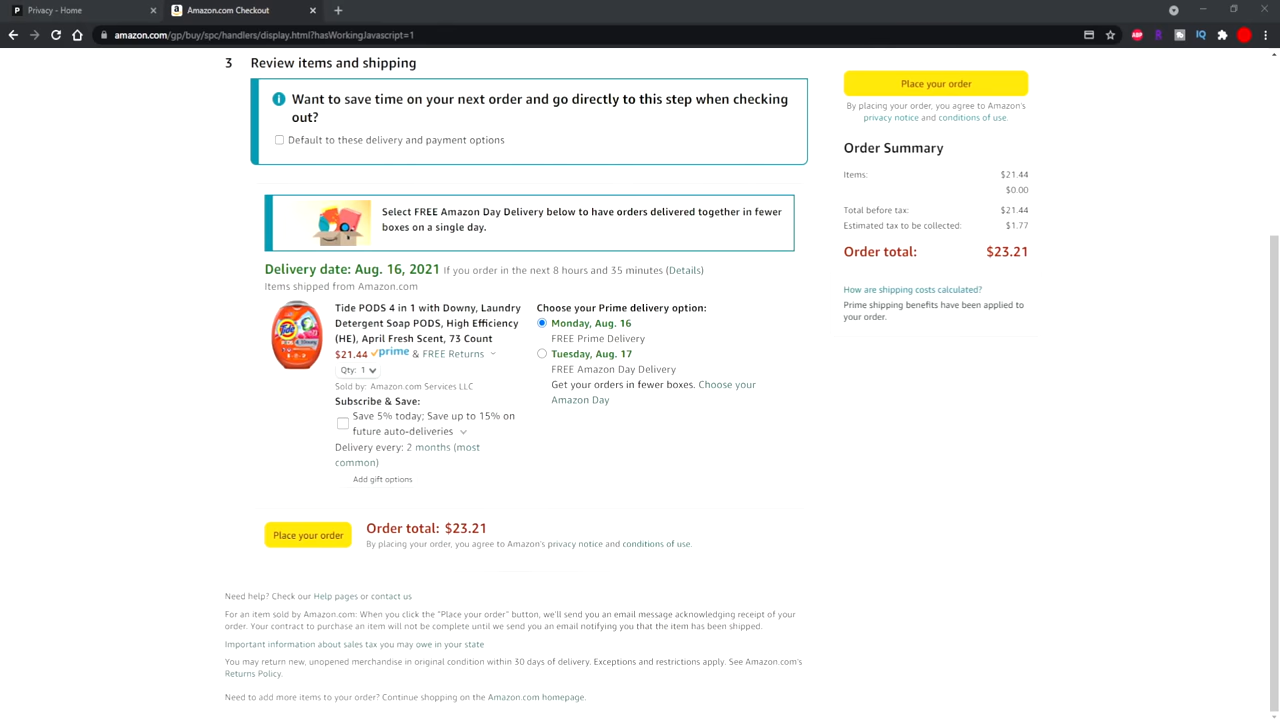 Privacy - Home
Amazon.com Checkout
amazon.com/gp/buy/spc/handlers/display.html?hasWorkingJavascript=1
ABP
3 Review items and shipping
Want to save time on your next order and go directly to this step when checking
out?
Default to these delivery and payment options
Select FREE Amazon Day Delivery below to have orders delivered together in fewer
boxes on a single day.
Delivery date: Aug. 16, 2021 If you order in the next 8 hours and 35 minutes (Details)
Items shipped from Amazon.com
Tide
Tide PODS 4 in 1 with Downy, Laundry
Detergent Soap PODS, High Efficiency
(HE), April Fresh Scent, 73 Count
$21.44 prime & FREE Returns
Qty: 1
Sold by: Amazon.com Services LLC
Subscribe & Save:
Save 5% today; Save up to 15% on
future auto-deliveries
Delivery every: 2 months (most
common)
Add gift options
Choose your Prime delivery option:
Monday, Aug. 16
FREE Prime Delivery
Tuesday, Aug. 17
FREE Amazon Day Delivery
Get your orders in fewer boxes. Choose your
Amazon Day
Place your order
Order total: $23.21
By placing your order, you agree to Amazon's privacy notice and conditions of use.
Need help? Check our Help pages or contact us
For an item sold by Amazon.com: When you click the "Place your order" button, we'll send you an email message acknowledging receipt of your
order. Your contract to purchase an item will not be complete until we send you an email notifying you that the item has been shipped.
Important information about sales tax you may owe in your state
You may return new, unopened merchandise in original condition within 30 days of delivery. Exceptions and restrictions apply. See Amazon.com's
Returns Policy.
Need to add more items to your order? Continue shopping on the Amazon.com homepage.
Place your order
By placing your order, you agree to Amazon's
privacy notice and conditions of use.
Order Summary
Items: $21.44
$0.00
Total before tax: $21.44
Estimated tax to be collected: $1.77
Order total: $23.21
How are shipping costs calculated?
Prime shipping benefits have been applied to
your order.